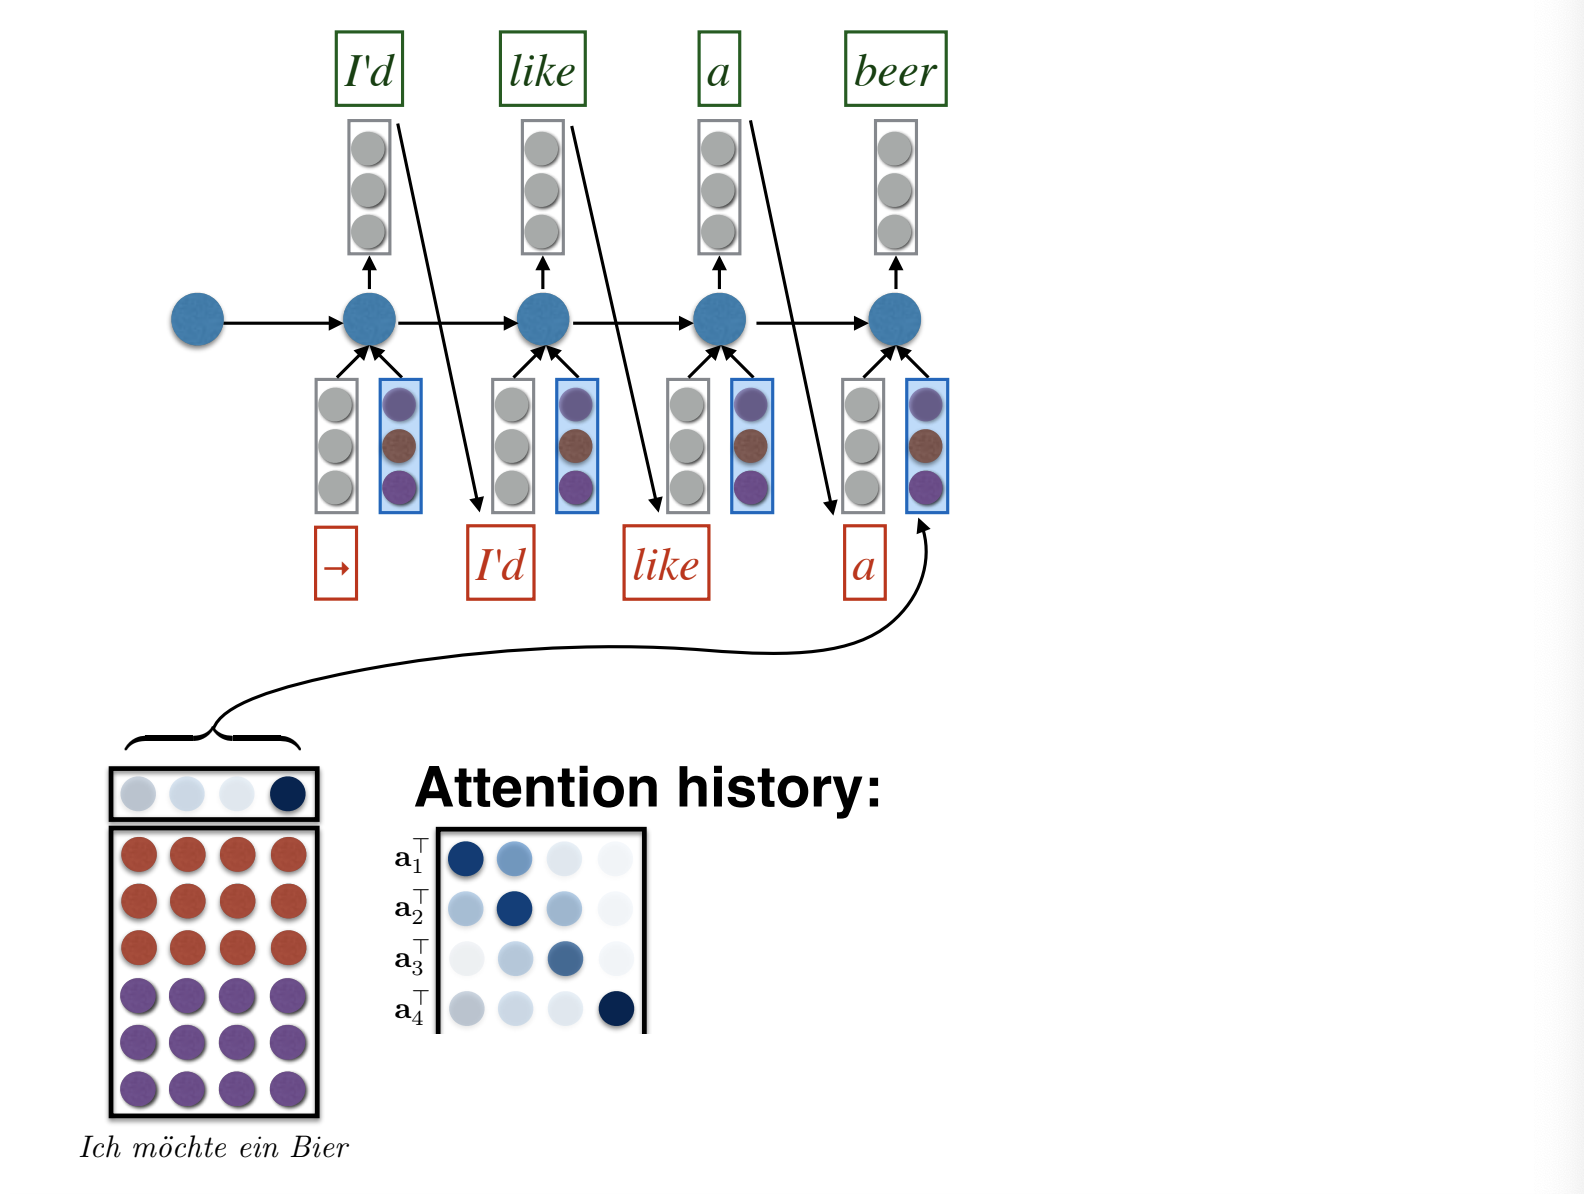 I'd like a beer
→ I'd like a
Attention history:
a₁⊤
a₂⊤
a₃⊤
a₄⊤
Ich möchte ein Bier